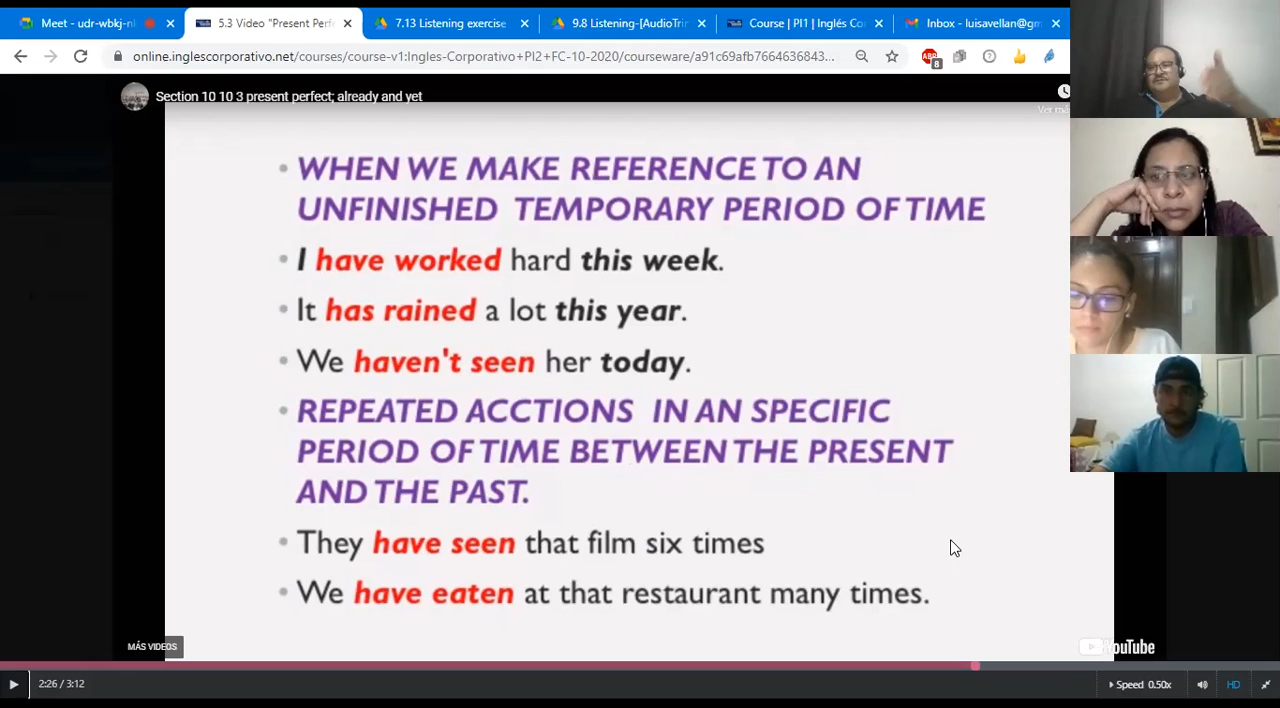 Meet - udr-wbkj-n
5.3 Video "Present Perf
7.13 Listening exercise
9.8 Listening-[AudioTri
Course | PI1 | Inglés Co
Inbox - luisavellan@gm
online.inglescorporativo.net/courses/course-v1:Ingles-Corporativo+PI2+FC-10-2020/courseware/a91c69afb7664636843...
ABP
8
Section 10 10 3 present perfect; already and yet
Ver má
• WHEN WE MAKE REFERENCE TO AN
UNFINISHED TEMPORARY PERIOD OF TIME
• I have worked hard this week.
• It has rained a lot this year.
• We haven't seen her today.
• REPEATED ACCTIONS IN AN SPECIFIC
PERIOD OF TIME BETWEEN THE PRESENT
AND THE PAST.
• They have seen that film six times
• We have eaten at that restaurant many times.
MÁS VIDEOS
YouTube
2:26 / 3:12
Speed 0.50x
HD